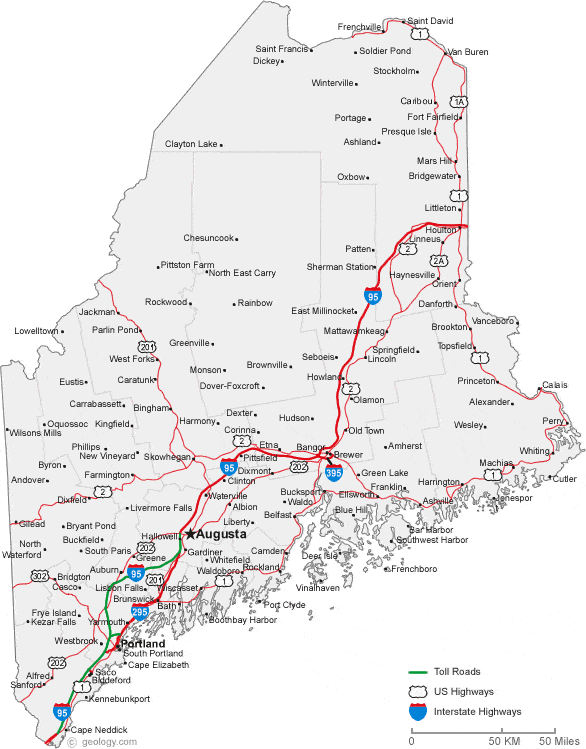 Saint David
Frenchville
1
Saint Francis
Soldier Pond
Van Buren
Dickey
Stockholm
Winterville
Caribou
1A
Portage
Fort Fairfield
Presque Isle
Clayton Lake
Ashland
Mars Hill
Oxbow
Bridgewater
1
Littleton
Houlton
Chesuncook
Linneus
Patten
2
2A
Pittston Farm
North East Carry
Sherman Station
Haynesville
Orient
95
Rockwood
Rainbow
Danforth
Jackman
East Millinocket
Vanceboro
Lowelltown
Parlin Pond
Mattawamkeag
Brookton
201
Greenville
Topsfield
West Forks
Seboeis
Springfield
Lincoln
1
Monson
Brownville
Eustis
Caratunk
Howland
Princeton
Dover-Foxcroft
2
Calais
Carrabassett
Bingham
Olamon
Alexander
Dexter
Hudson
Oquossoc
Kingfield
Harmony
Perry
Wilsons Mills
Corinna
Old Town
Wesley
2
Phillips
Etna
Bangor
Amherst
New Vineyard
Skowhegan
Pittsfield
Brewer
Whiting
Byron
95
202
Machias
Farmington
Dixmont
395
Green Lake
Andover
Clinton
Harrington
Cutler
2
Bucksport
Franklin
Dixfield
Waterville
Ellsworth
Jonesport
Albion
Waldo
Ashville
Livermore Falls
Belfast
Blue Hill
Gilead
Bryant Pond
Liberty
Bar Harbor
Hallowell
Augusta
Buckfield
Southwest Harbor
North
Waterford
202
South Paris
Gardiner
Camden
Deer Isle
Greene
Whitefield
Auburn
95
Waldoboro
Rockland
Frenchboro
302
Bridgton
201
1
Casco
Lisbon Falls
Wiscasset
Vinalhaven
Brunswick
Bath
Port Clyde
Frye Island
295
Kezar Falls
Yarmouth
Boothbay Harbor
Westbrook
Portland
South Portland
202
Cape Elizabeth
Alfred
Saco
Toll Roads
Sanford
1
Biddeford
Kennebunkport
US Highways
95
Interstate Highways
Cape Neddick
© geology.com
0 50 KM 50 Miles